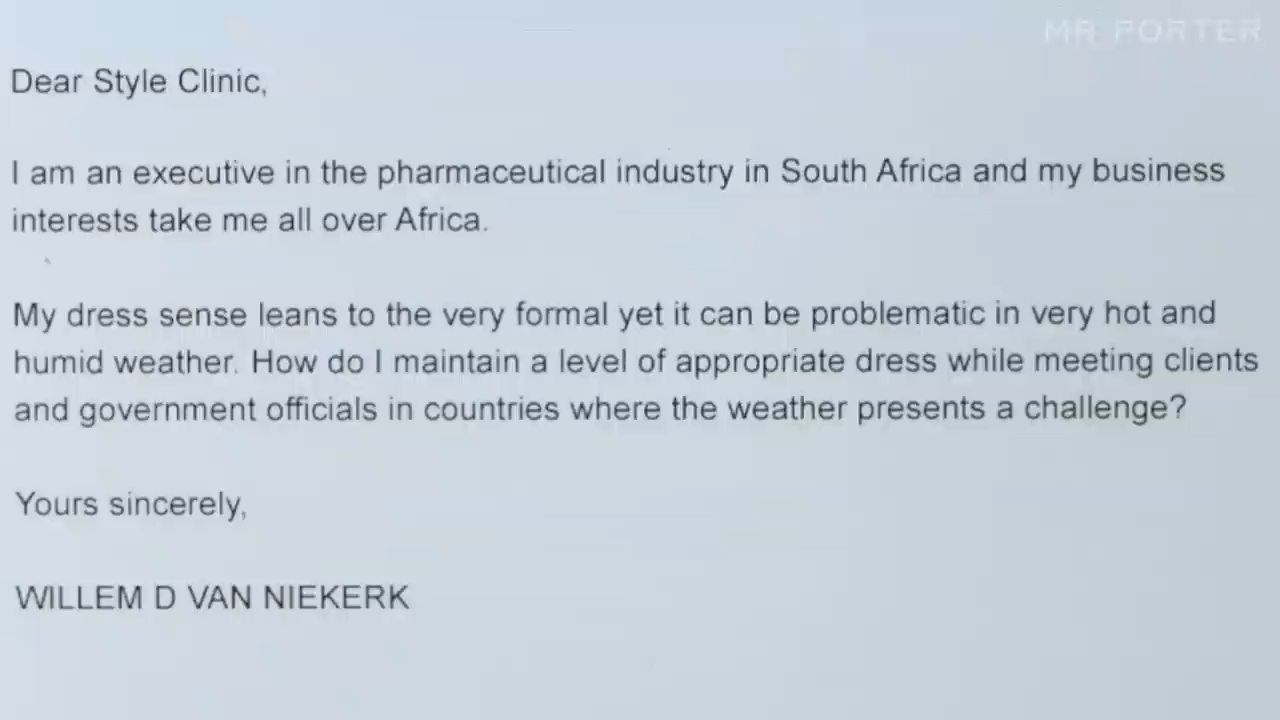 MR PORTER
Dear Style Clinic,
I am an executive in the pharmaceutical industry in South Africa and my business
interests take me all over Africa.
My dress sense leans to the very formal yet it can be problematic in very hot and
humid weather. How do I maintain a level of appropriate dress while meeting clients
and government officials in countries where the weather presents a challenge?
Yours sincerely,
WILLEM D VAN NIEKERK